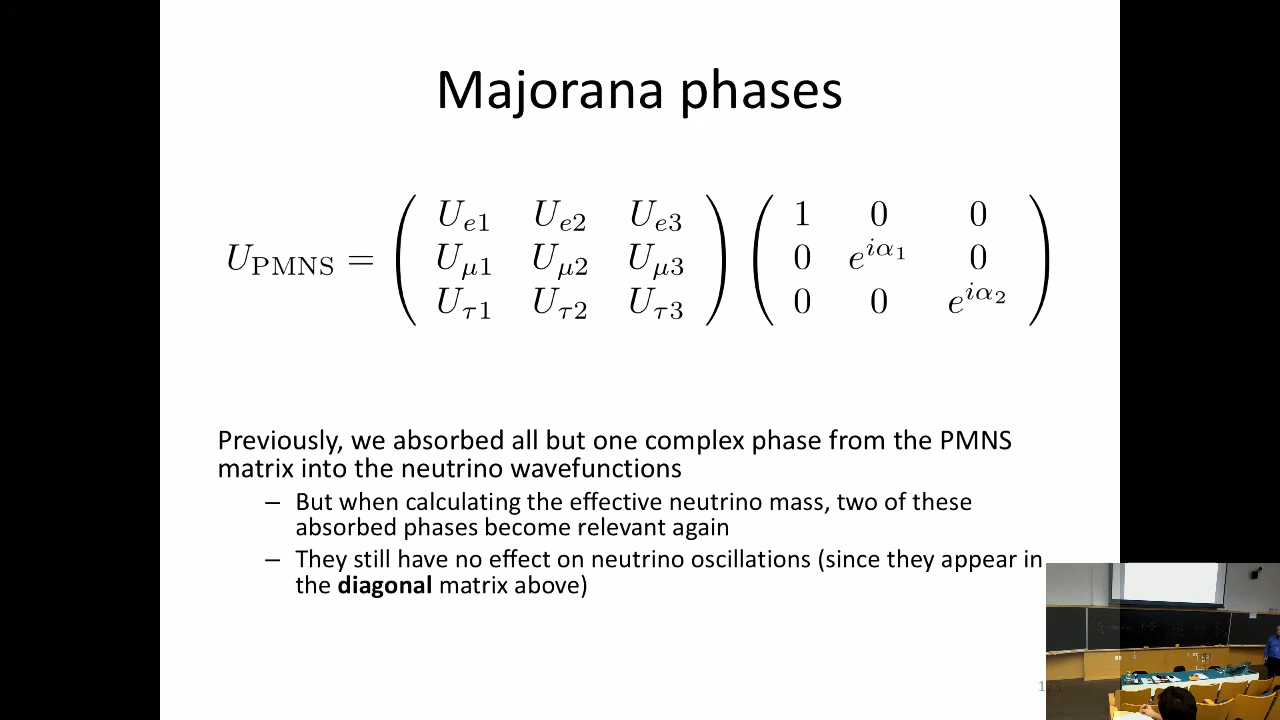 Majorana phases
U_PMNS = ( U_e1 U_e2 U_e3 ) ( 1 0 0 )
( U_μ1 U_μ2 U_μ3 ) ( 0 e^{iα_1} 0 )
( U_τ1 U_τ2 U_τ3 ) ( 0 0 e^{iα_2} )
Previously, we absorbed all but one complex phase from the PMNS
matrix into the neutrino wavefunctions
– But when calculating the effective neutrino mass, two of these
absorbed phases become relevant again
– They still have no effect on neutrino oscillations (since they appear in
the diagonal matrix above)